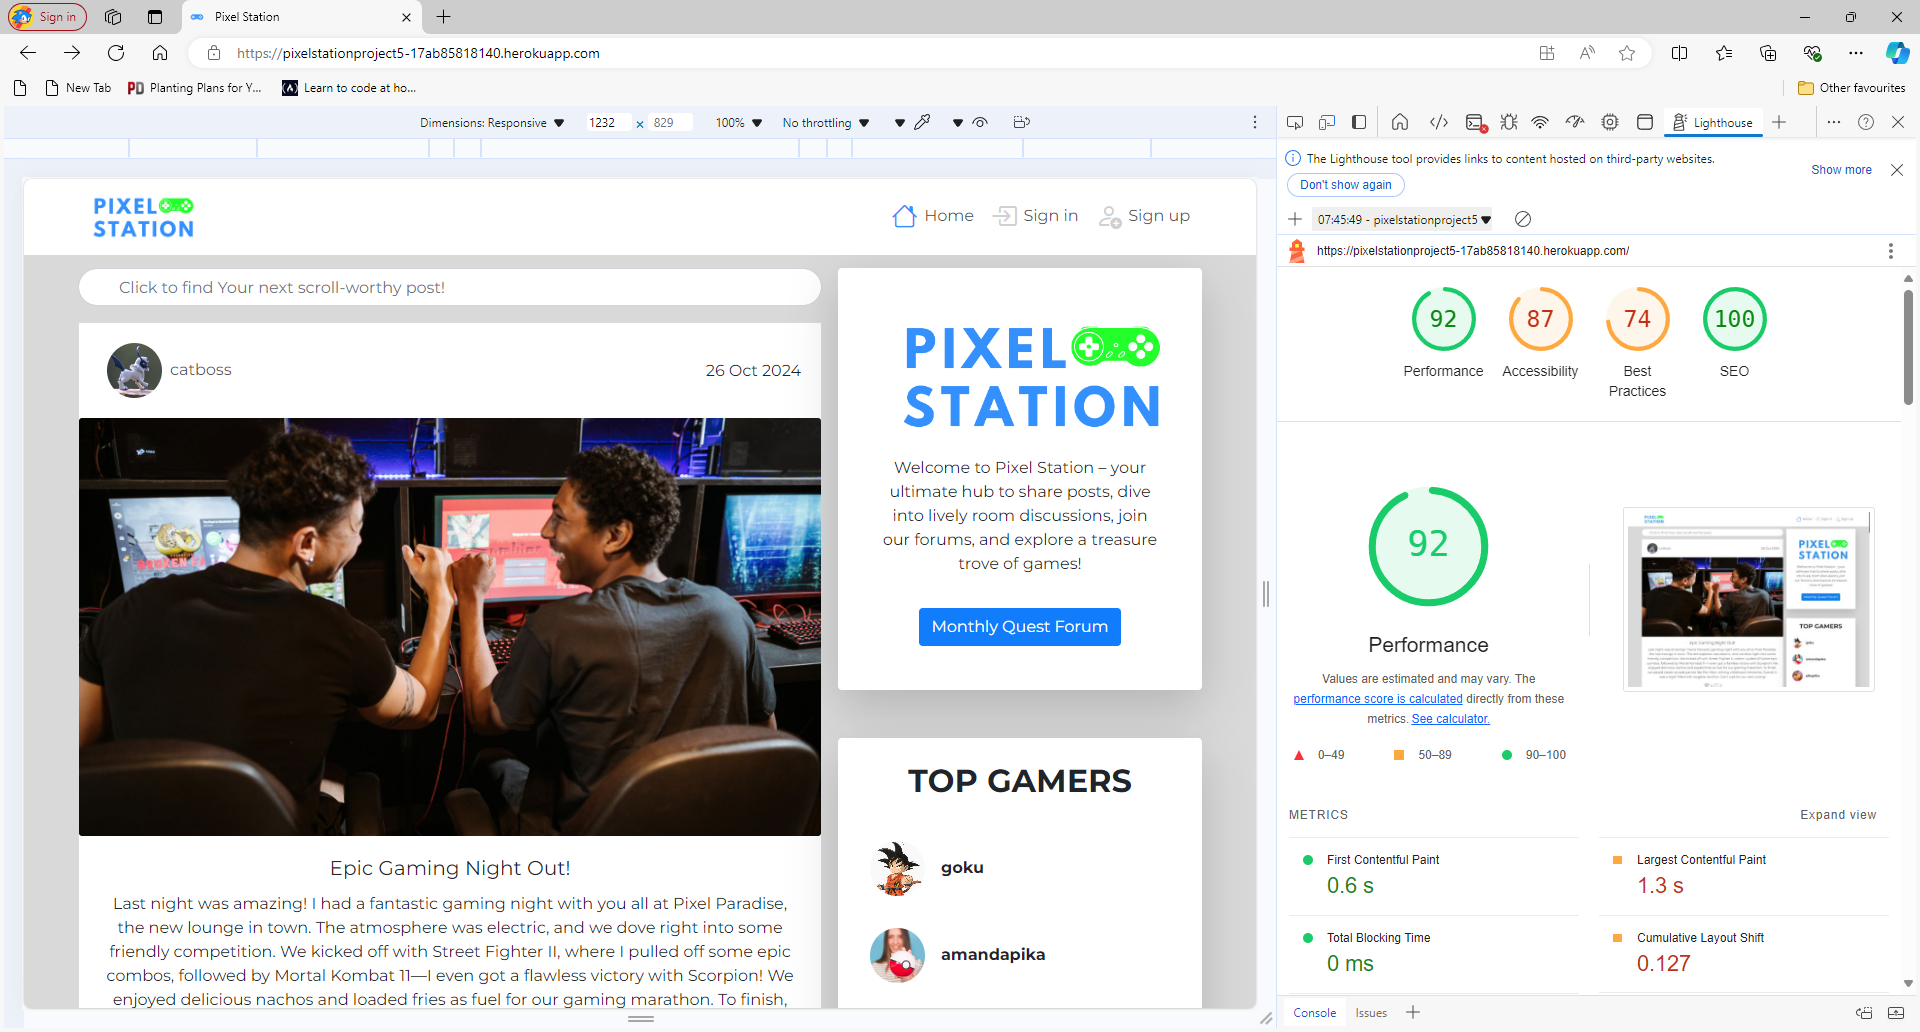 Sign in
Pixel Station
https://pixelstationproject5-17ab85818140.herokuapp.com
New Tab
Planting Plans for Y...
Learn to code at ho...
Other favourites
Dimensions: Responsive
1232
×
829
100%
No throttling
Lighthouse
The Lighthouse tool provides links to content hosted on third-party websites.
Don't show again
Show more
07:45:49 - pixelstationproject5
https://pixelstationproject5-17ab85818140.herokuapp.com/
PIXEL
STATION
Home
Sign in
Sign up
Click to find Your next scroll-worthy post!
catboss
26 Oct 2024
Epic Gaming Night Out!
Last night was amazing! I had a fantastic gaming night with you all at Pixel Paradise,
the new lounge in town. The atmosphere was electric, and we dove right into some
friendly competition. We kicked off with Street Fighter II, where I pulled off some epic
combos, followed by Mortal Kombat 11—I even got a flawless victory with Scorpion! We
enjoyed delicious nachos and loaded fries as fuel for our gaming marathon. To finish,
PIXEL
STATION
Welcome to Pixel Station – your
ultimate hub to share posts, dive
into lively room discussions, join
our forums, and explore a treasure
trove of games!
Monthly Quest Forum
TOP GAMERS
goku
amandapika
92
Performance
87
Accessibility
74
Best
Practices
100
SEO
92
Performance
Values are estimated and may vary. The
performance score is calculated directly from these
metrics. See calculator.
0–49
50–89
90–100
PIXEL
STATION
TOP GAMERS
METRICS
Expand view
First Contentful Paint
0.6 s
Largest Contentful Paint
1.3 s
Total Blocking Time
0 ms
Cumulative Layout Shift
0.127
Console
Issues